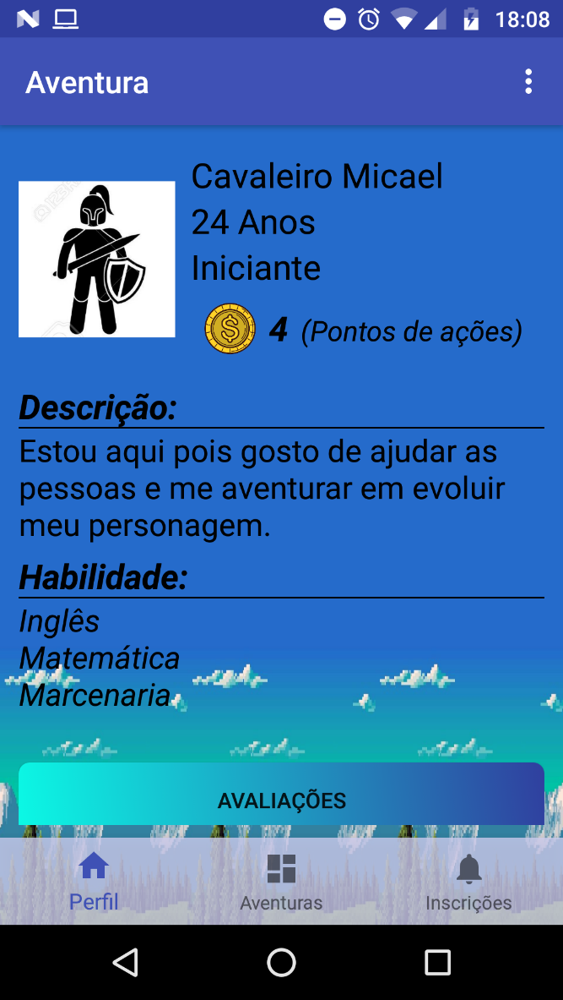 18:08
Aventura
Cavaleiro Micael
24 Anos
Iniciante
$ 4 (Pontos de ações)
Descrição:
Estou aqui pois gosto de ajudar as
pessoas e me aventurar em evoluir
meu personagem.
Habilidade:
Inglês
Matemática
Marcenaria
AVALIAÇÕES
Perfil
Aventuras
Inscrições